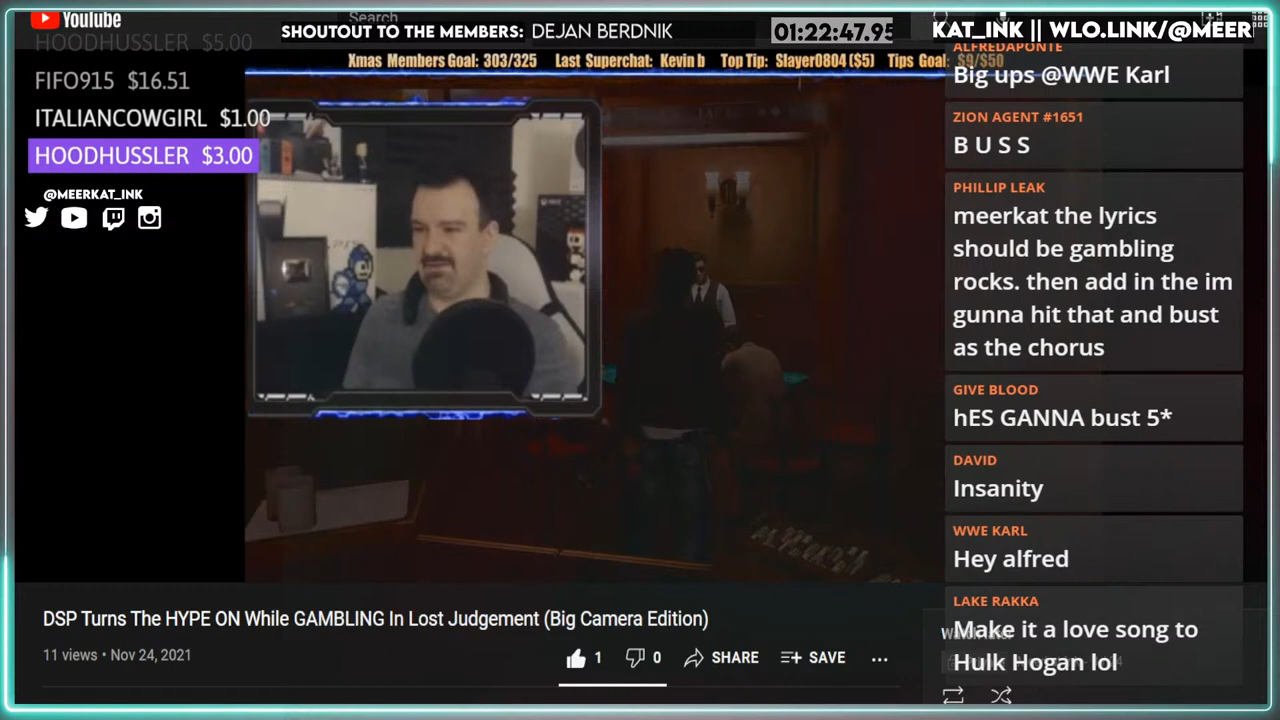 YouTube
Search
SHOUTOUT TO THE MEMBERS: DEJAN BERDNIK
01:22:47.95
KAT_INK || WLO.LINK/@MEER
HOODHUSSLER $5.00
FIFO915 $16.51
ITALIANCOWGIRL $1.00
HOODHUSSLER $3.00
@MEERKAT_INK
Xmas Members Goal: 303/325 Last Superchat: Kevin b Top Tip: Slayer0804 ($5) Tips Goal: $9/$50
ALFREDAPONTE
Big ups @WWE Karl
ZION AGENT #1651
B U S S
PHILLIP LEAK
meerkat the lyrics
should be gambling
rocks. then add in the im
gunna hit that and bust
as the chorus
GIVE BLOOD
hES GANNA bust 5*
DAVID
Insanity
WWE KARL
Hey alfred
LAKE RAKKA
Make it a love song to
Hulk Hogan lol
DSP Turns The HYPE ON While GAMBLING In Lost Judgement (Big Camera Edition)
11 views • Nov 24, 2021
1
0
SHARE
SAVE